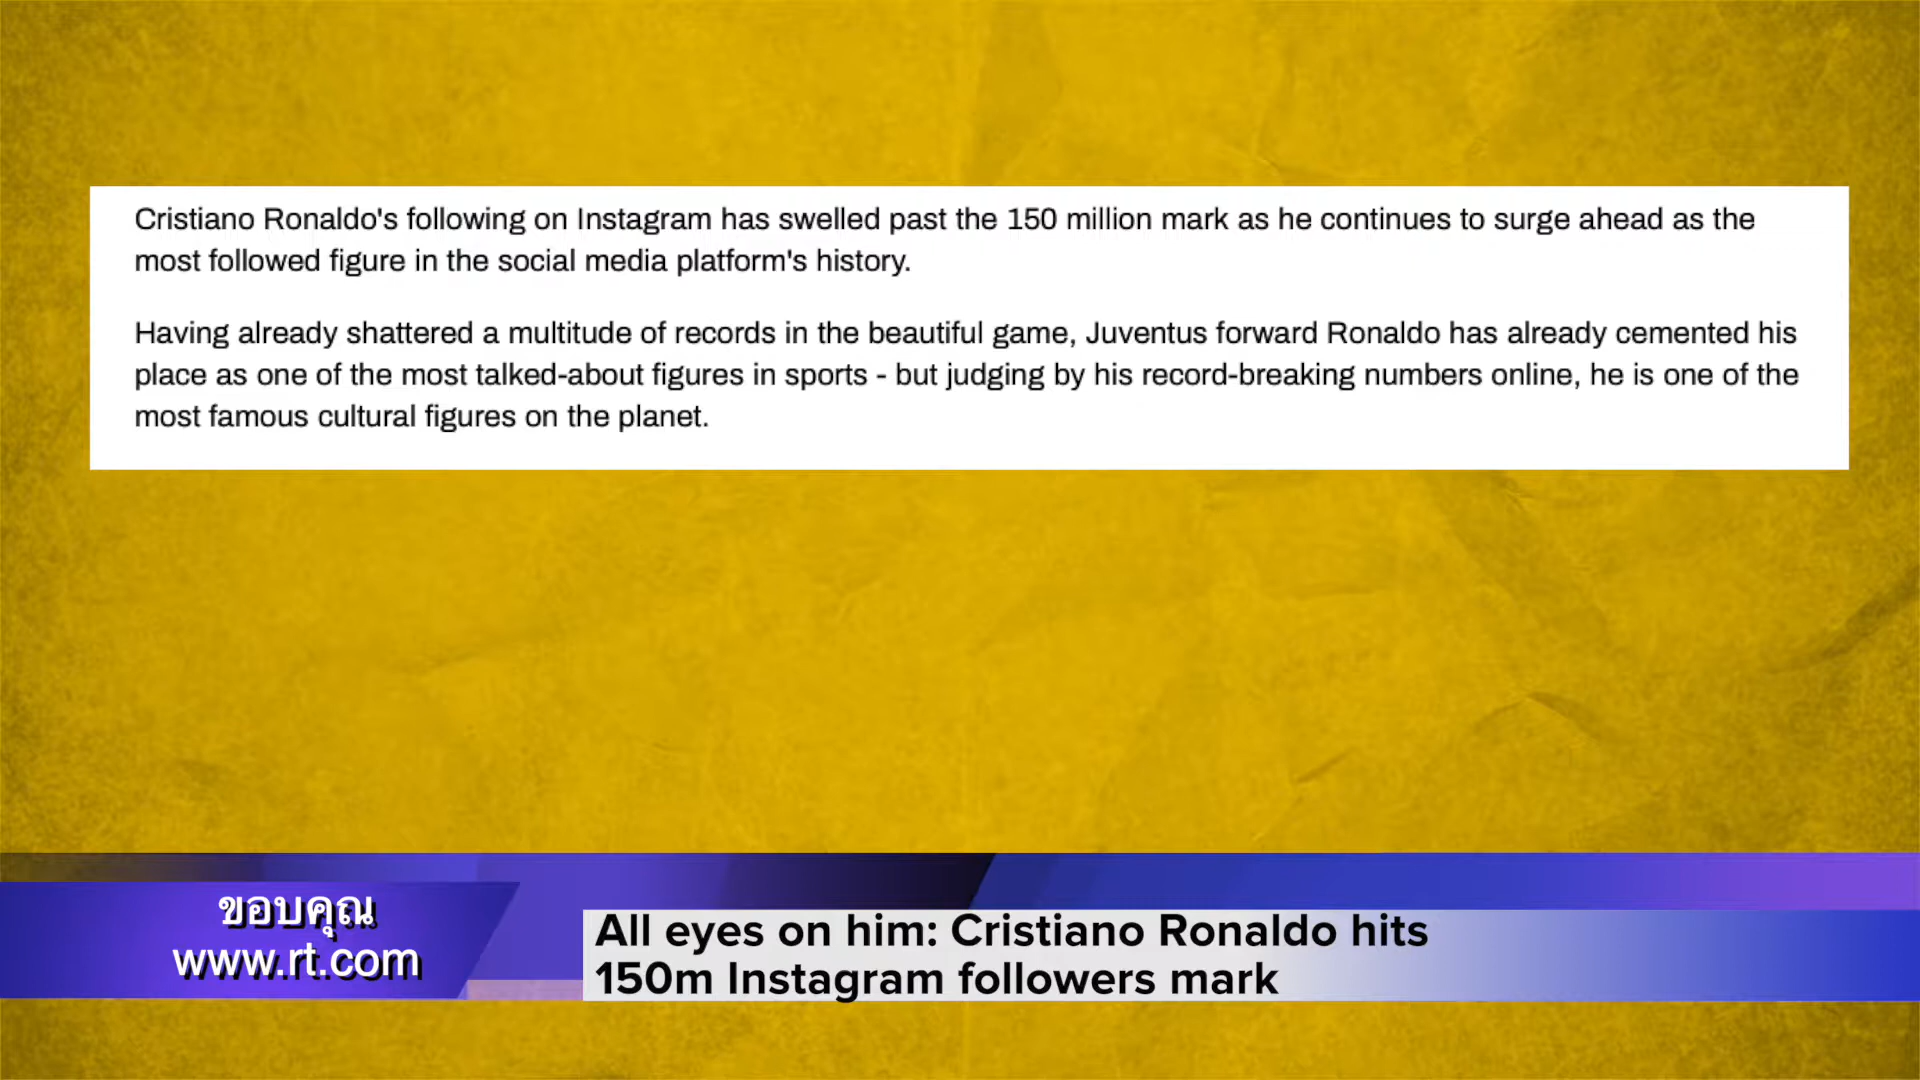 Cristiano Ronaldo's following on Instagram has swelled past the 150 million mark as he continues to surge ahead as the
most followed figure in the social media platform's history.
Having already shattered a multitude of records in the beautiful game, Juventus forward Ronaldo has already cemented his
place as one of the most talked-about figures in sports - but judging by his record-breaking numbers online, he is one of the
most famous cultural figures on the planet.
ขอบคุณ
www.rt.com
All eyes on him: Cristiano Ronaldo hits
150m Instagram followers mark